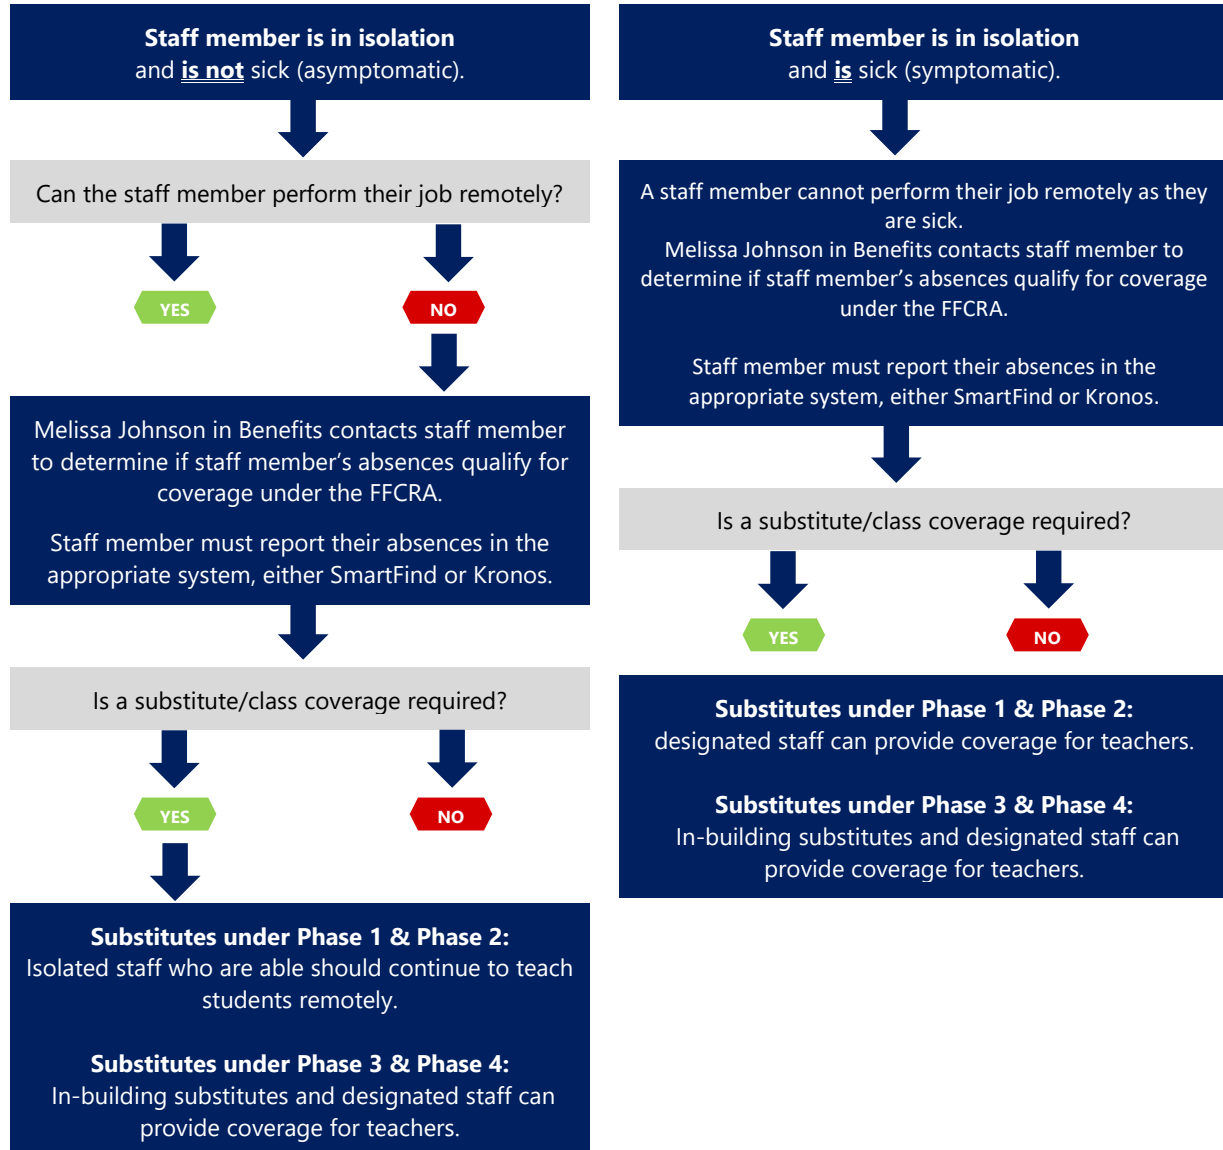 Staff member is in isolation
and is not sick (asymptomatic).
Can the staff member perform their job remotely?
YES
NO
Melissa Johnson in Benefits contacts staff member
to determine if staff member’s absences qualify for
coverage under the FFCRA.
Staff member must report their absences in the
appropriate system, either SmartFind or Kronos.
Is a substitute/class coverage required?
YES
NO
Substitutes under Phase 1 & Phase 2:
Isolated staff who are able should continue to teach
students remotely.
Substitutes under Phase 3 & Phase 4:
In-building substitutes and designated staff can
provide coverage for teachers.
Staff member is in isolation
and is sick (symptomatic).
A staff member cannot perform their job remotely as they
are sick.
Melissa Johnson in Benefits contacts staff member to
determine if staff member’s absences qualify for coverage
under the FFCRA.
Staff member must report their absences in the
appropriate system, either SmartFind or Kronos.
Is a substitute/class coverage required?
YES
NO
Substitutes under Phase 1 & Phase 2:
designated staff can provide coverage for teachers.
Substitutes under Phase 3 & Phase 4:
In-building substitutes and designated staff can
provide coverage for teachers.